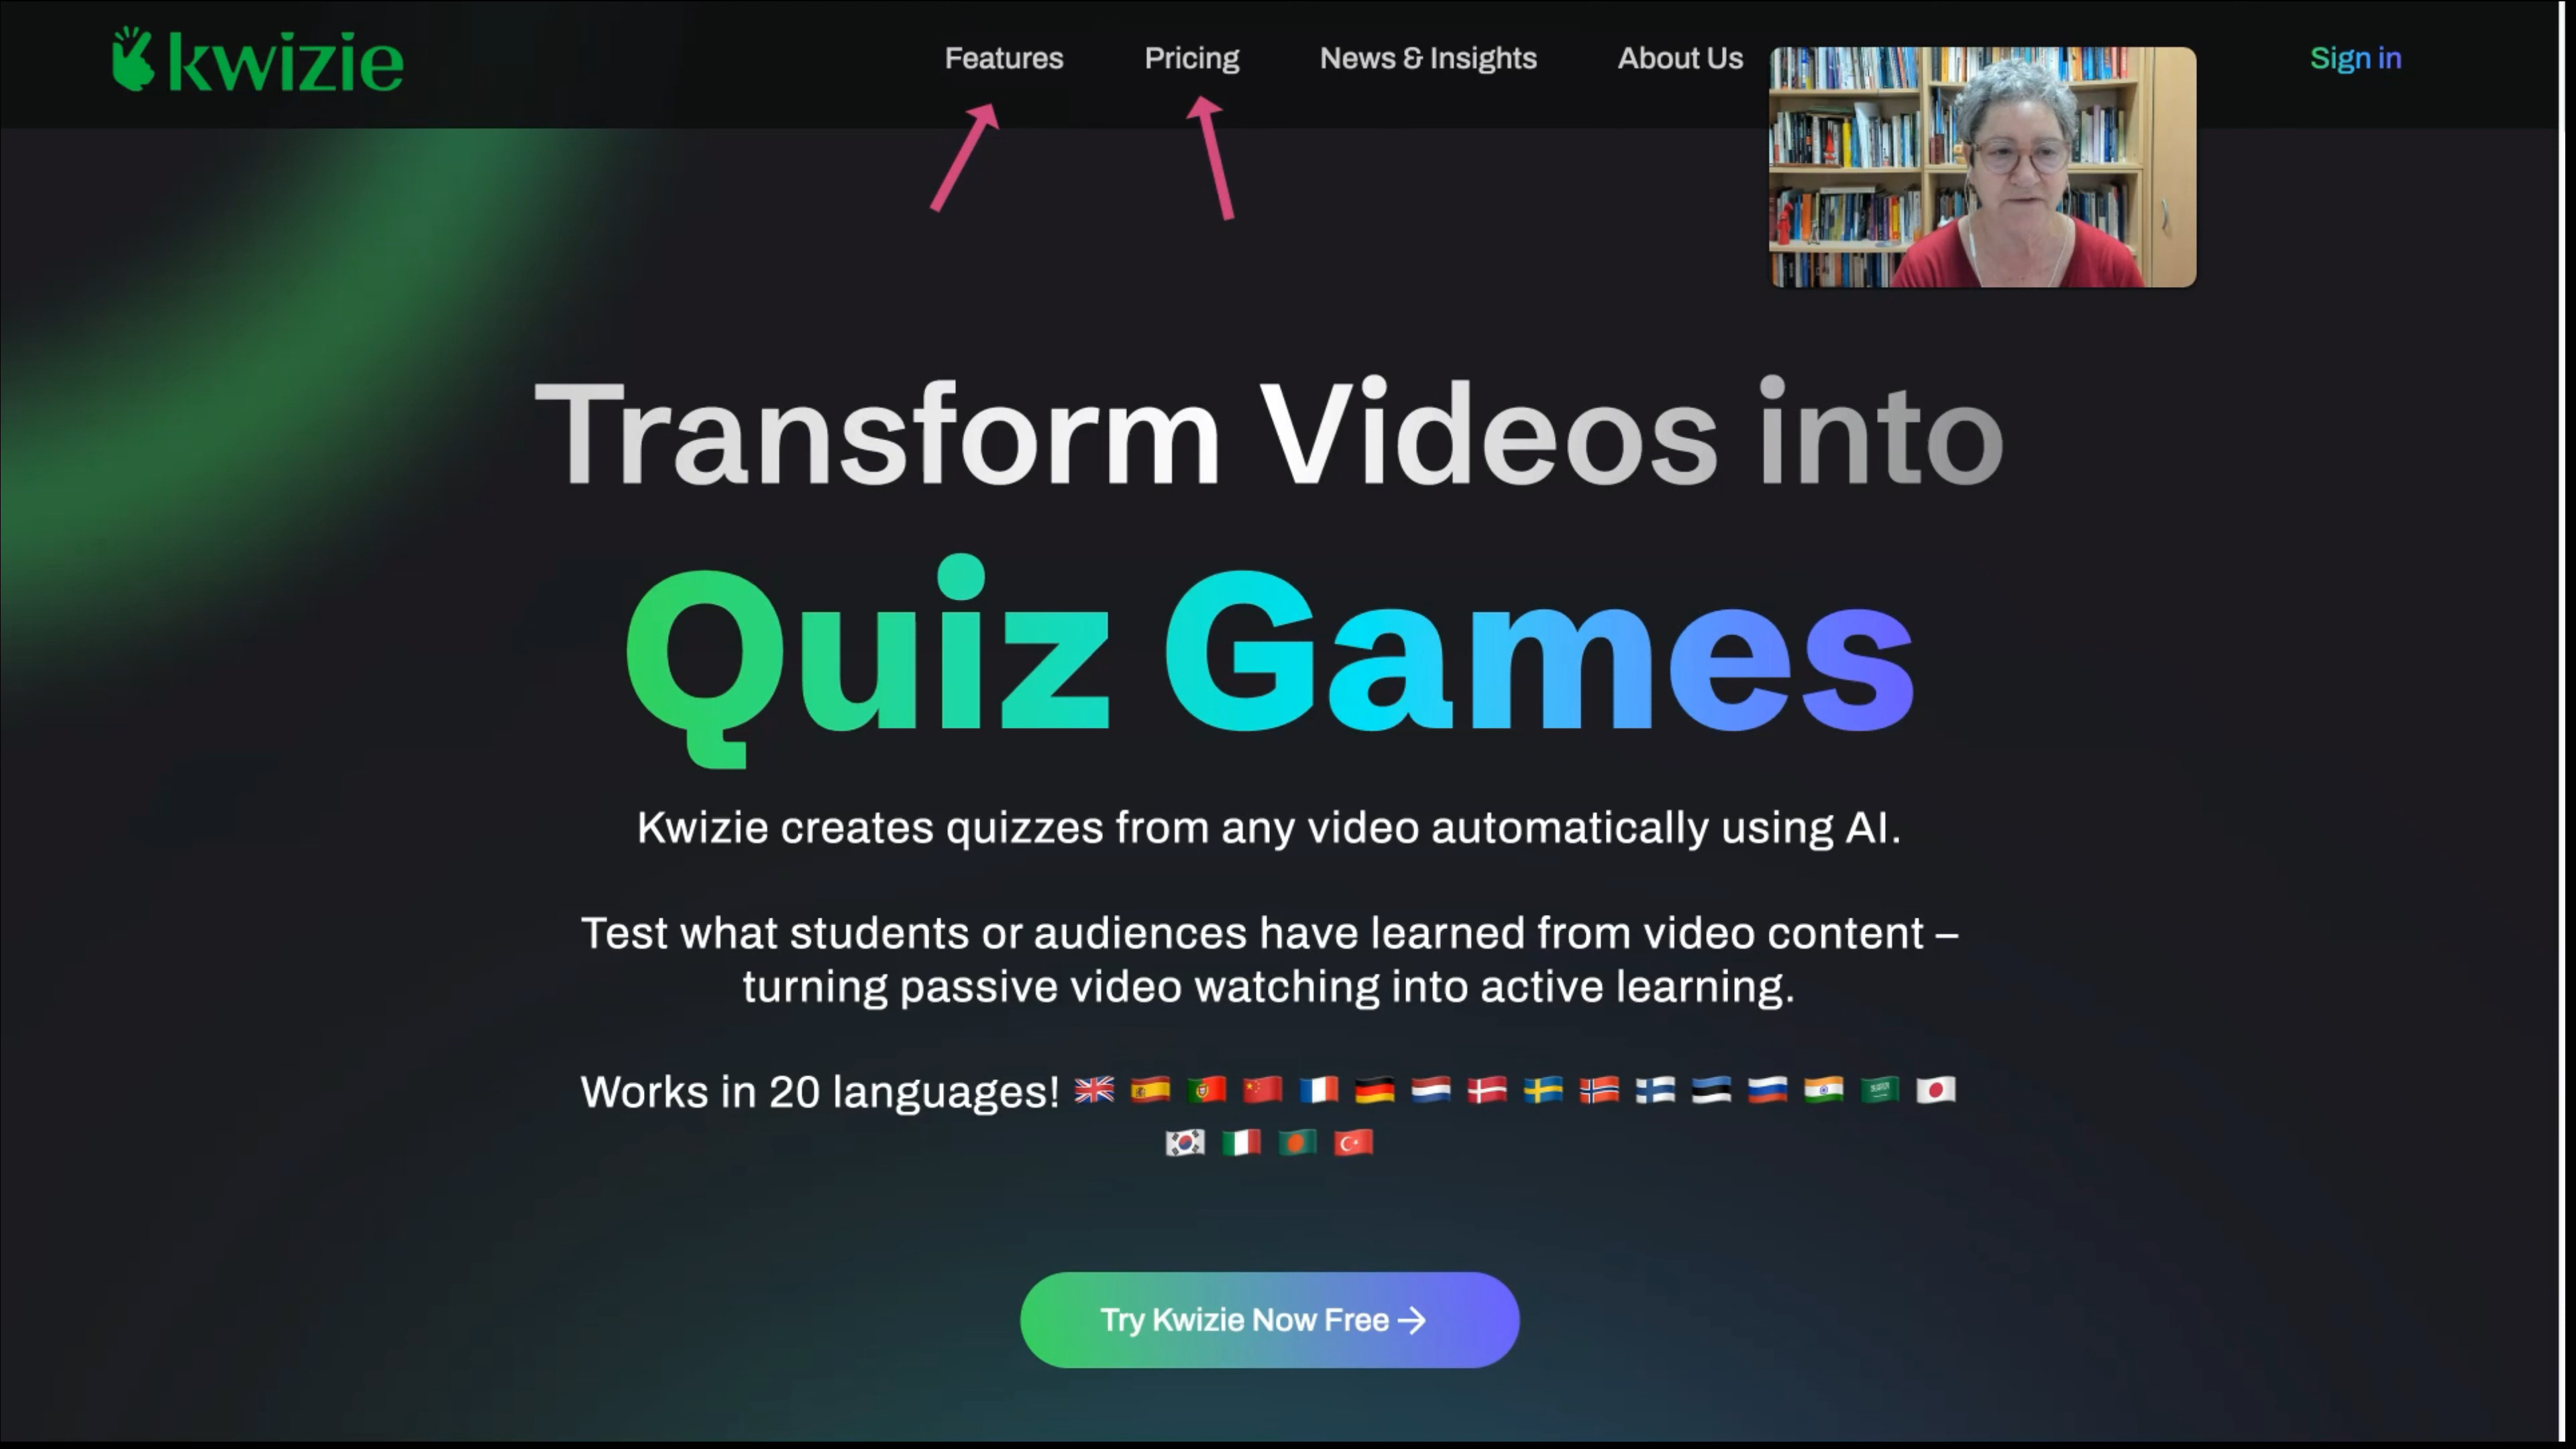 kwizie
Features
Pricing
News & Insights
About Us
Sign in
Transform Videos into
Quiz Games
Kwizie creates quizzes from any video automatically using AI.
Test what students or audiences have learned from video content –
turning passive video watching into active learning.
Works in 20 languages! 🇬🇧 🇪🇸 🇵🇹 🇨🇳 🇫🇷 🇩🇪 🇳🇱 🇩🇰 🇸🇪 🇳🇴 🇫🇮 🇪🇪 🇷🇺 🇮🇳 🇸🇦 🇯🇵
🇰🇷 🇮🇹 🇧🇩 🇹🇷
Try Kwizie Now Free →